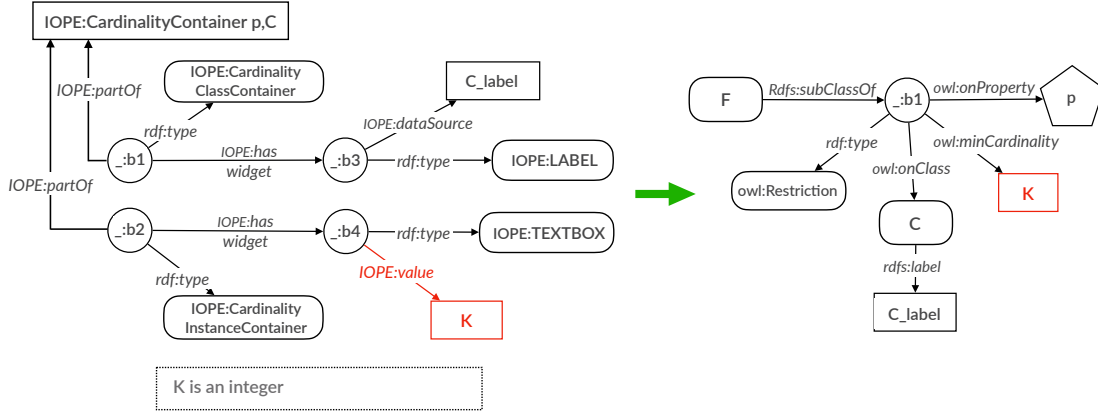 IOPE:CardinalityContainer p,C
IOPE:partOf
IOPE:Cardinality
ClassContainer
C_label
rdf:type
IOPE:dataSource
_:b1
IOPE:has
widget
_:b3
rdf:type
IOPE:LABEL
IOPE:partOf
_:b2
IOPE:has
widget
_:b4
rdf:type
IOPE:TEXTBOX
rdf:type
IOPE:value
IOPE:Cardinality
InstanceContainer
K
K is an integer
F
Rdfs:subClassOf
_:b1
owl:onProperty
p
rdf:type
owl:minCardinality
owl:onClass
owl:Restriction
K
C
rdfs:label
C_label